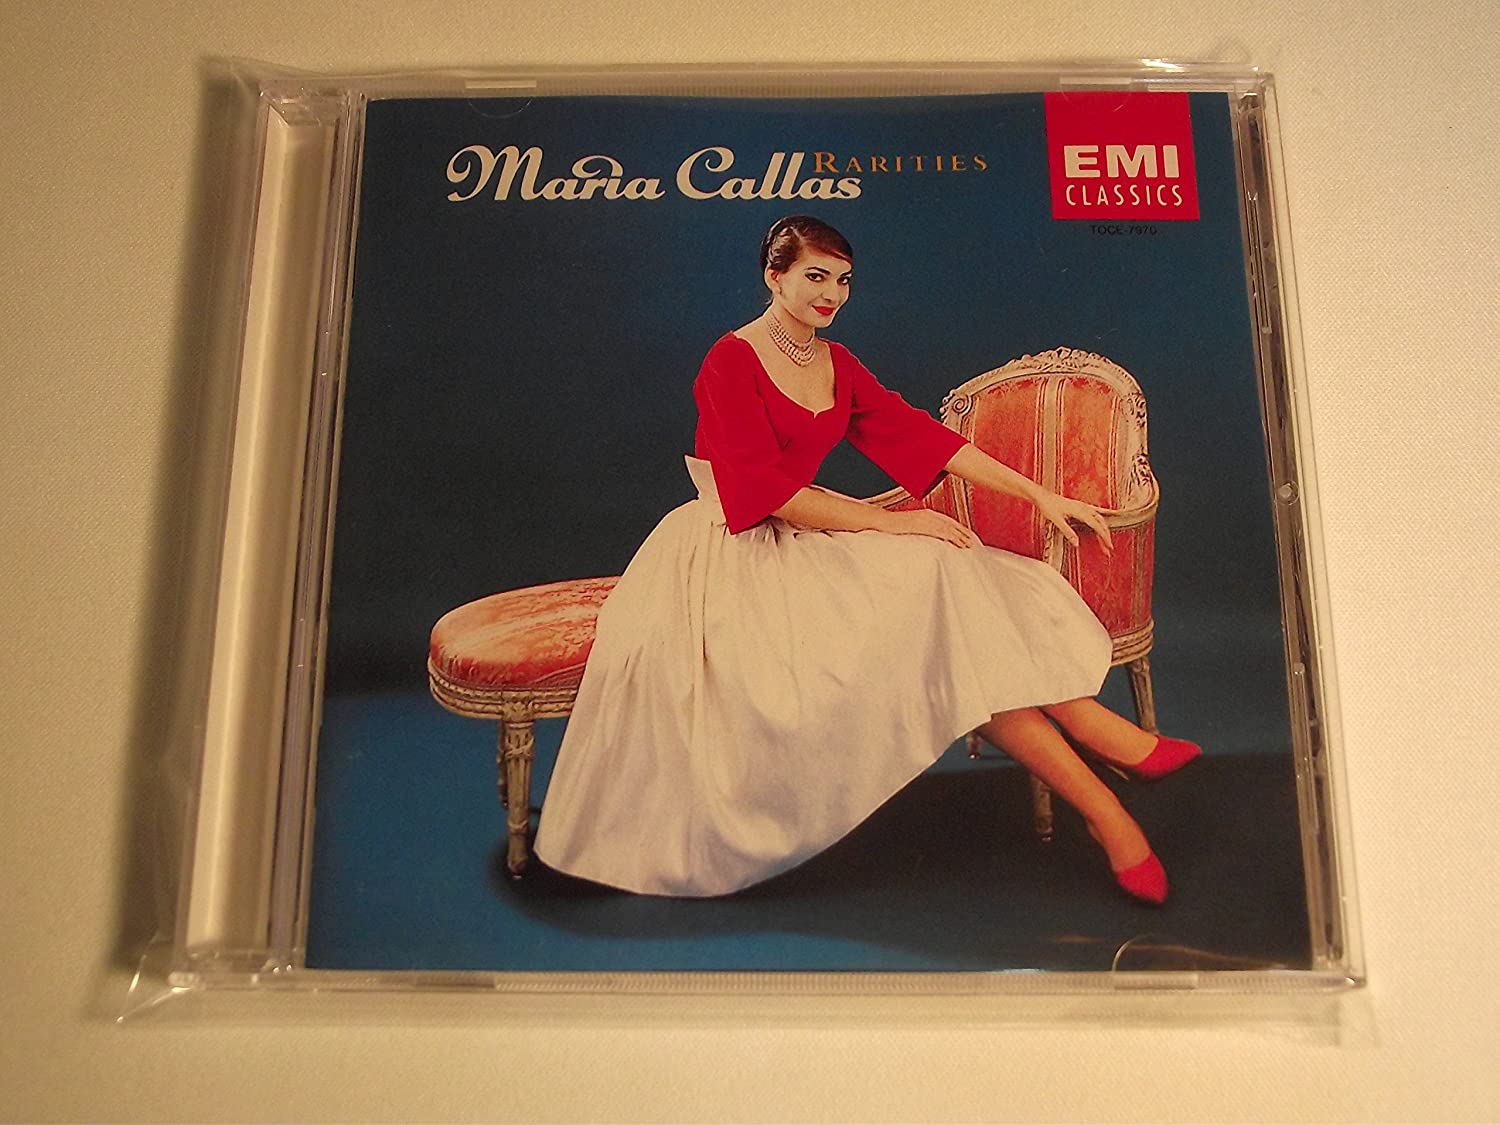 Maria Callas RARITIES
EMI
CLASSICS
TOCE-7970